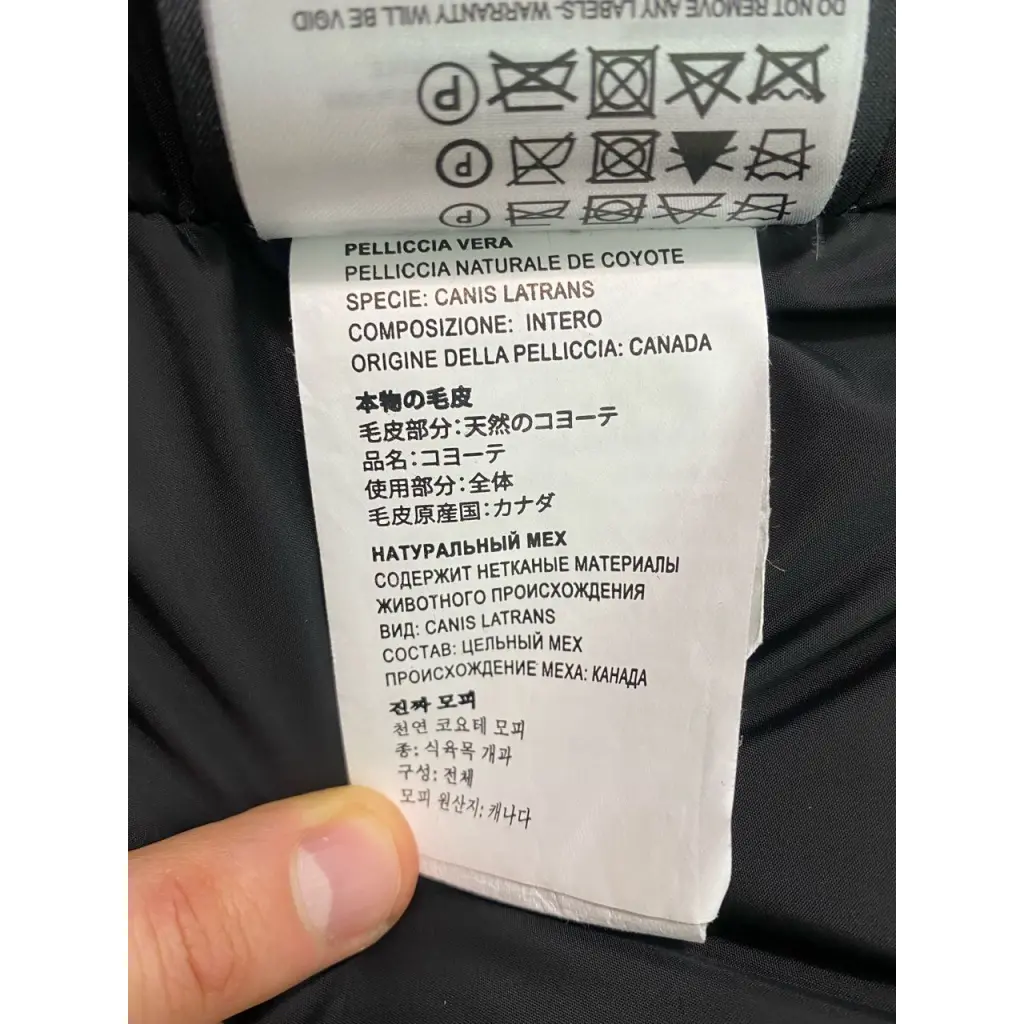 DO NOT REMOVE ANY LABELS- WARRANTY WILL BE VOID
P
P
P
PELLICCIA VERA
PELLICCIA NATURALE DE COYOTE
SPECIE: CANIS LATRANS
COMPOSIZIONE: INTERO
ORIGINE DELLA PELLICCIA: CANADA
本物の毛皮
毛皮部分:天然のコヨーテ
品名:コヨーテ
使用部分:全体
毛皮原産国:カナダ
НАТУРАЛЬНЫЙ МЕХ
СОДЕРЖИТ НЕТКАНЫЕ МАТЕРИАЛЫ
ЖИВОТНОГО ПРОИСХОЖДЕНИЯ
ВИД: CANIS LATRANS
СОСТАВ: ЦЕЛЬНЫЙ МЕХ
ПРОИСХОЖДЕНИЕ МЕХА: КАНАДА
진짜 모피
천연 코요테 모피
종: 식육목 개과
구성: 전체
모피 원산지: 캐나다